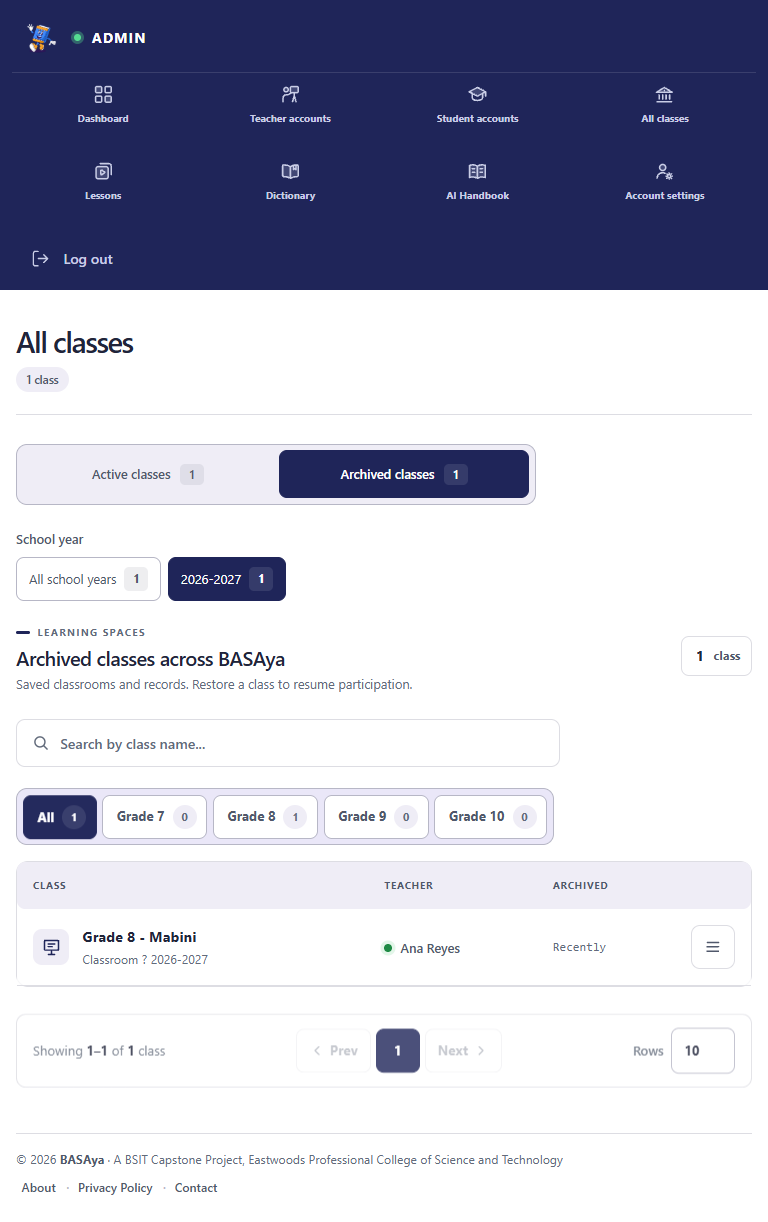 ADMIN
Dashboard
Teacher accounts
Student accounts
All classes
Lessons
Dictionary
AI Handbook
Account settings
Log out
All classes
1 class
Active classes 1
Archived classes 1
School year
All school years 1
2026-2027 1
LEARNING SPACES
Archived classes across BASAya
1 class
Saved classrooms and records. Restore a class to resume participation.
Search by class name...
All 1
Grade 7 0
Grade 8 1
Grade 9 0
Grade 10 0
CLASS TEACHER ARCHIVED
Grade 8 - Mabini
Classroom ? 2026-2027
Ana Reyes
Recently
Showing 1–1 of 1 class
Prev 1 Next
Rows 10
© 2026 BASAya · A BSIT Capstone Project, Eastwoods Professional College of Science and Technology
About · Privacy Policy · Contact